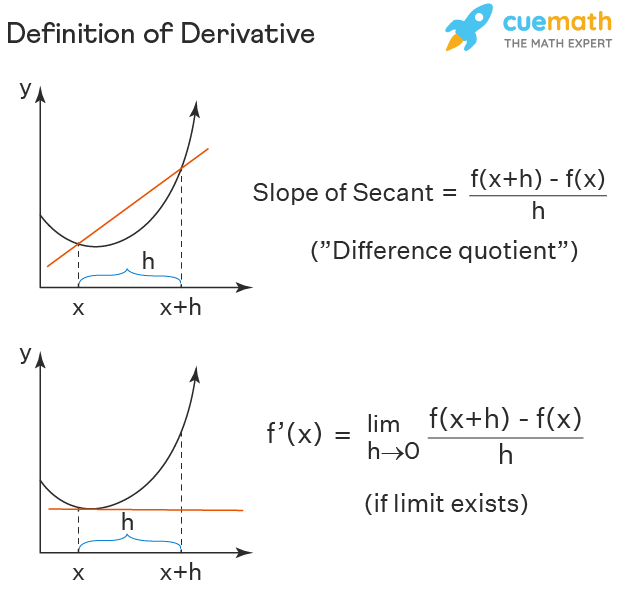 Definition of Derivative
cuemath
THE MATH EXPERT
y
h
x
x+h
Slope of Secant = f(x+h) - f(x)
h
(”Difference quotient”)
y
h
x
x+h
f’(x) = lim f(x+h) - f(x)
h→0 h
(if limit exists)